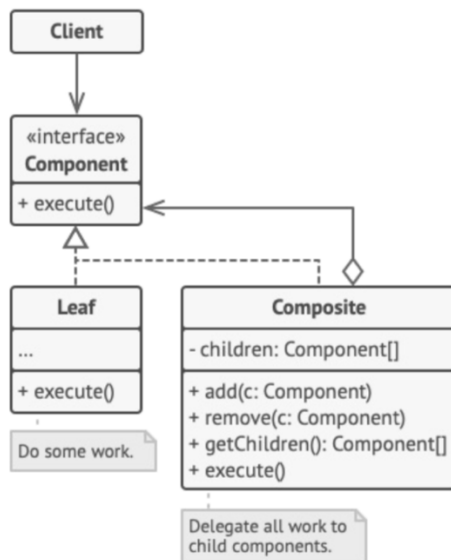 Client
«interface»
Component
+ execute()
Leaf
...
+ execute()
Do some work.
Composite
- children: Component[]
+ add(c: Component)
+ remove(c: Component)
+ getChildren(): Component[]
+ execute()
Delegate all work to
child components.